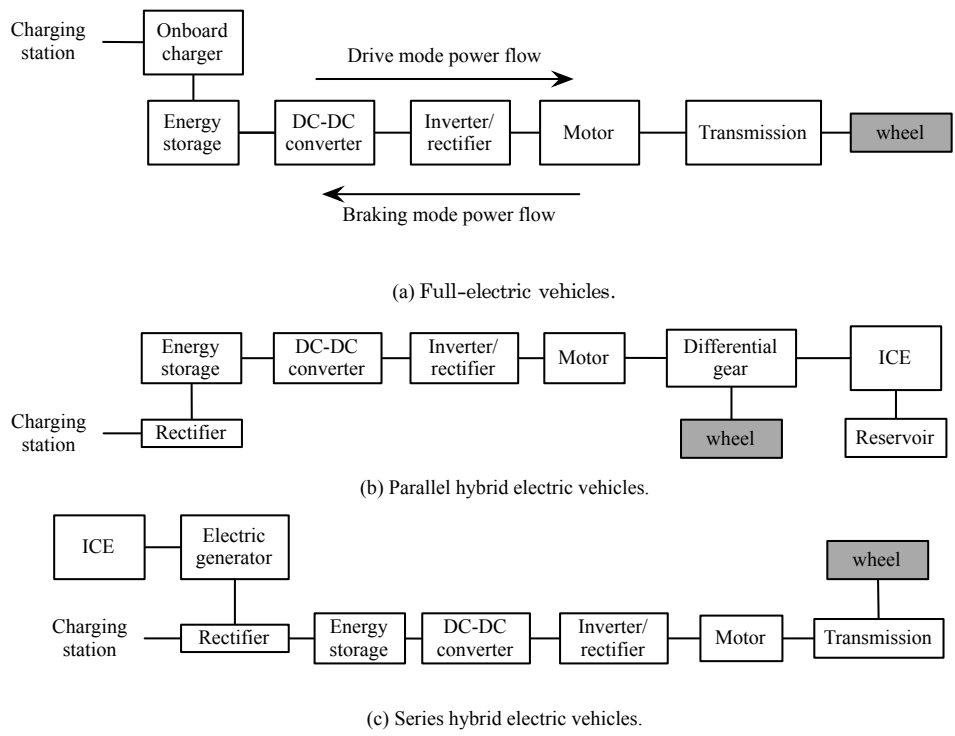 Charging
station
Onboard
charger
Drive mode power flow
Energy
storage
DC-DC
converter
Inverter/
rectifier
Motor
Transmission
wheel
Braking mode power flow
(a) Full-electric vehicles.
Energy
storage
DC-DC
converter
Inverter/
rectifier
Motor
Differential
gear
ICE
Charging
station
Rectifier
wheel
Reservoir
(b) Parallel hybrid electric vehicles.
ICE
Electric
generator
wheel
Charging
station
Rectifier
Energy
storage
DC-DC
converter
Inverter/
rectifier
Motor
Transmission
(c) Series hybrid electric vehicles.